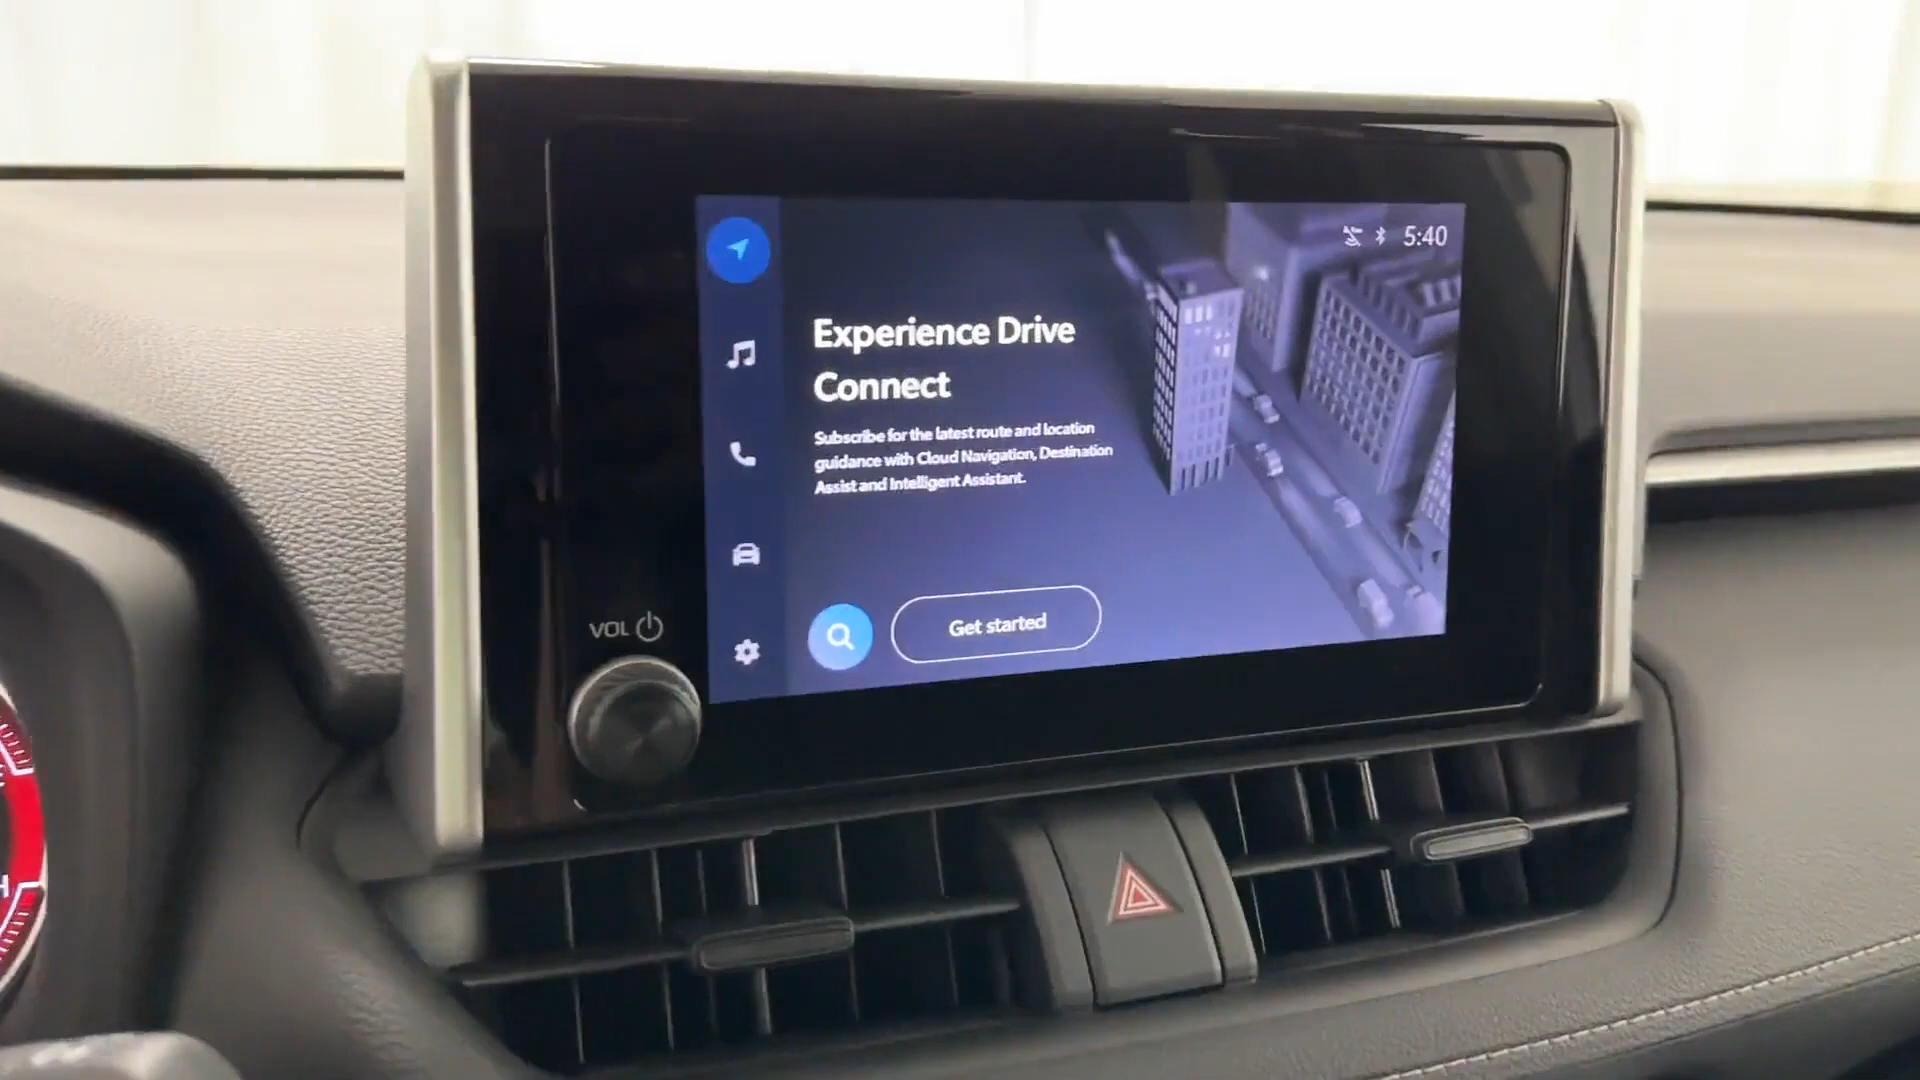 5:40
Experience Drive
Connect
Subscribe for the latest route and location
guidance with Cloud Navigation, Destination
Assist and Intelligent Assistant.
Get started
VOL
H